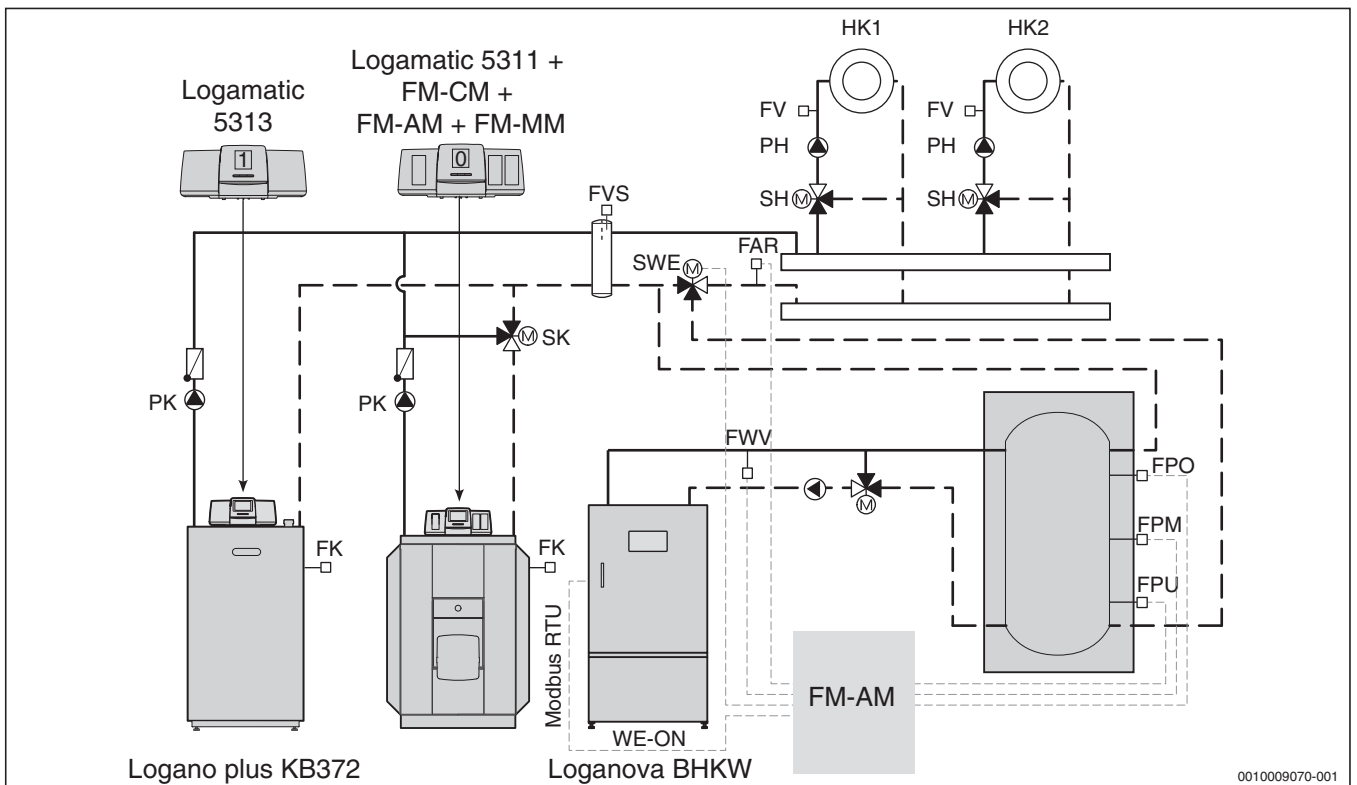 HK1
HK2
Logamatic
5313
Logamatic 5311 +
FM-CM +
FM-AM + FM-MM
1
0
FV
FV
PH
PH
SH
M
SH
M
FVS
SWE
M
FAR
M
SK
PK
PK
FK
FK
FWV
M
FPO
FPM
FPU
Modbus RTU
WE-ON
FM-AM
Logano plus KB372
Loganova BHKW
0010009070-001